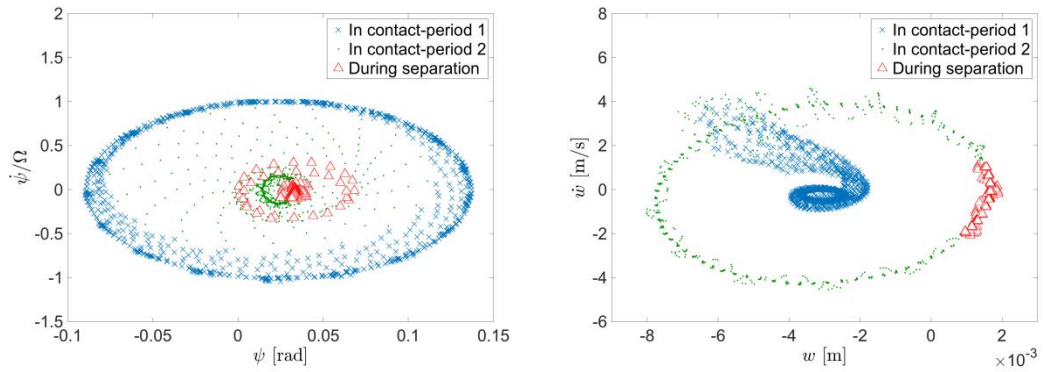 2
1.5
1
0.5
0
-0.5
-1
-1.5
ψ̇/Ω
-0.1
-0.05
0
0.05
0.1
0.15
ψ [rad]
In contact-period 1
In contact-period 2
During separation
8
6
4
2
0
-2
-4
-6
ẇ [m/s]
-8
-6
-4
-2
0
2
×10⁻³
w [m]
In contact-period 1
In contact-period 2
During separation